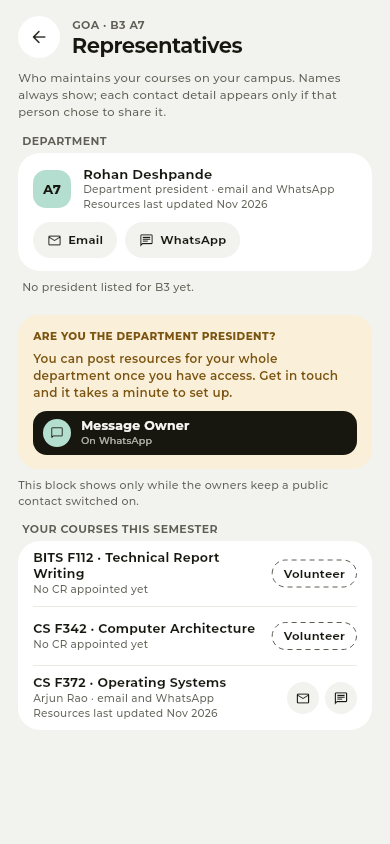 GOA · B3 A7
Representatives
Who maintains your courses on your campus. Names
always show; each contact detail appears only if that
person chose to share it.
DEPARTMENT
A7
Rohan Deshpande
Department president · email and WhatsApp
Resources last updated Nov 2026
Email
WhatsApp
No president listed for B3 yet.
ARE YOU THE DEPARTMENT PRESIDENT?
You can post resources for your whole
department once you have access. Get in touch
and it takes a minute to set up.
Message Owner
On WhatsApp
This block shows only while the owners keep a public
contact switched on.
YOUR COURSES THIS SEMESTER
BITS F112 · Technical Report
Writing
No CR appointed yet
Volunteer
CS F342 · Computer Architecture
No CR appointed yet
Volunteer
CS F372 · Operating Systems
Arjun Rao · email and WhatsApp
Resources last updated Nov 2026